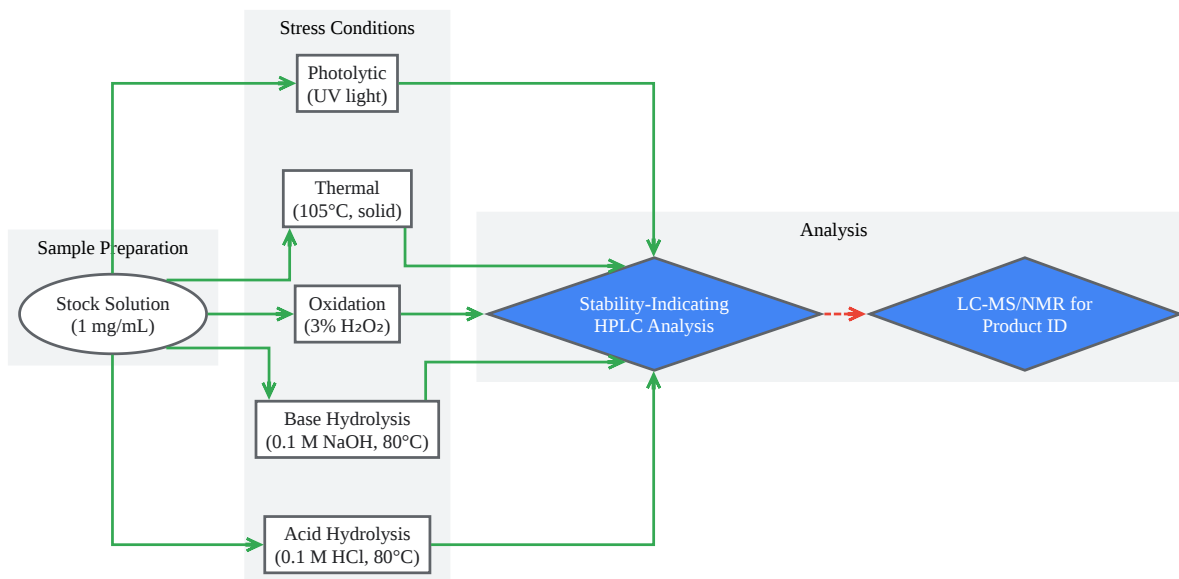 Stress Conditions
Photolytic
(UV light)
Thermal
(105°C, solid)
Sample Preparation
Stock Solution
(1 mg/mL)
Oxidation
(3% H₂O₂)
Base Hydrolysis
(0.1 M NaOH, 80°C)
Acid Hydrolysis
(0.1 M HCl, 80°C)
Analysis
Stability-Indicating
HPLC Analysis
LC-MS/NMR for
Product ID